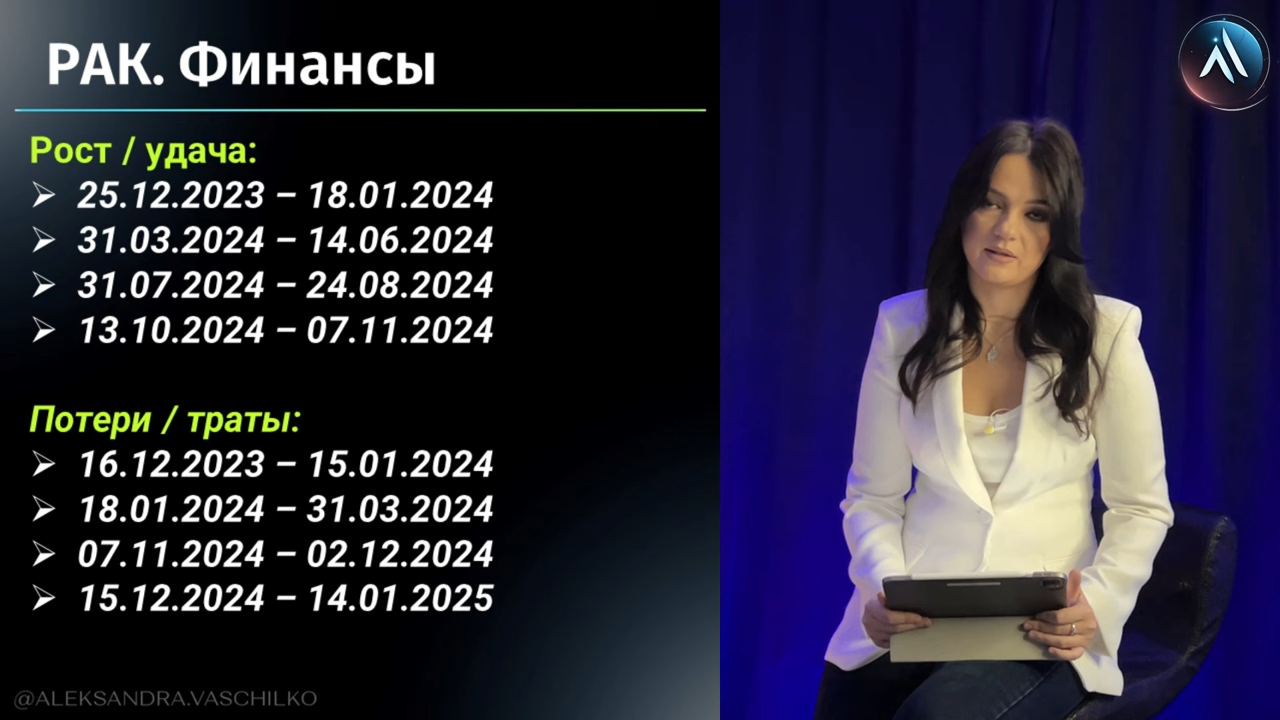 РАК. Финансы
Рост / удача:
➢ 25.12.2023 – 18.01.2024
➢ 31.03.2024 – 14.06.2024
➢ 31.07.2024 – 24.08.2024
➢ 13.10.2024 – 07.11.2024
Потери / траты:
➢ 16.12.2023 – 15.01.2024
➢ 18.01.2024 – 31.03.2024
➢ 07.11.2024 – 02.12.2024
➢ 15.12.2024 – 14.01.2025
@ALEKSANDRA.VASCHILKO